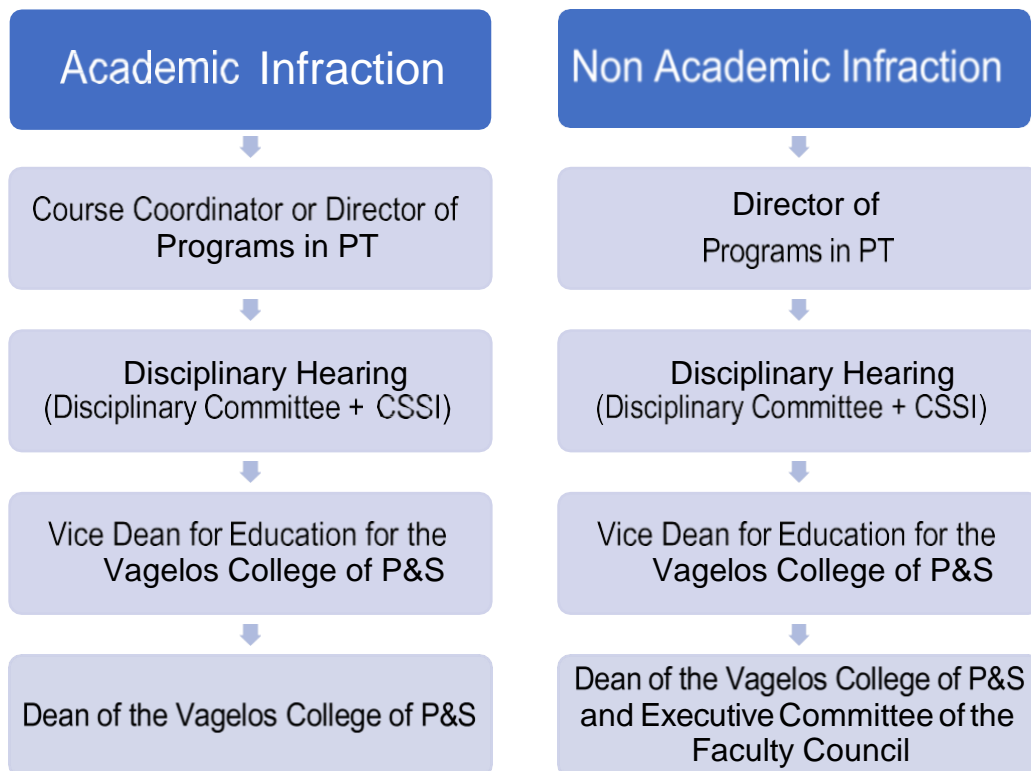 Academic Infraction
Course Coordinator or Director of
Programs in PT
Disciplinary Hearing
(Disciplinary Committee + CSSI)
Vice Dean for Education for the
Vagelos College of P&S
Dean of the Vagelos College of P&S
Non Academic Infraction
Director of
Programs in PT
Disciplinary Hearing
(Disciplinary Committee + CSSI)
Vice Dean for Education for the
Vagelos College of P&S
Dean of the Vagelos College of P&S
and Executive Committee of the
Faculty Council